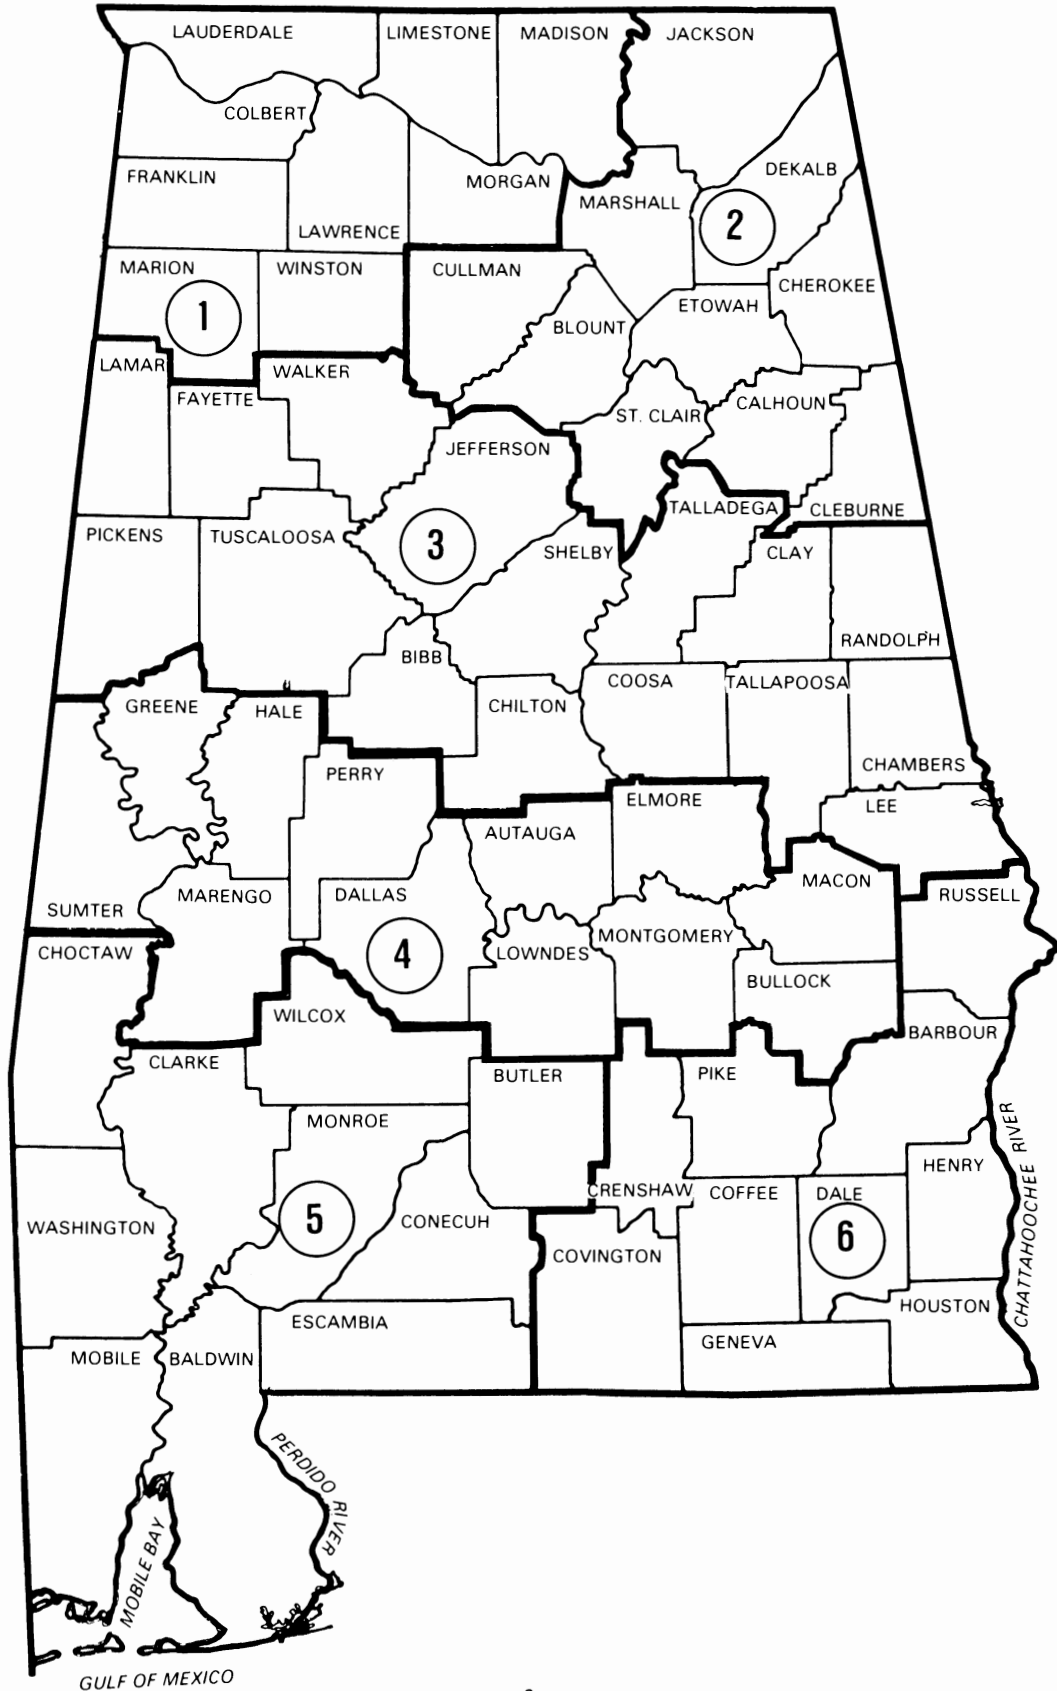 LAUDERDALE
LIMESTONE
MADISON
JACKSON
COLBERT
FRANKLIN
LAWRENCE
MORGAN
MARSHALL
DEKALB
2
MARION
WINSTON
CULLMAN
CHEROKEE
1
BLOUNT
ETOWAH
LAMAR
WALKER
FAYETTE
ST. CLAIR
CALHOUN
JEFFERSON
TALLADEGA
CLEBURNE
PICKENS
TUSCALOOSA
3
SHELBY
CLAY
RANDOLPH
BIBB
COOSA
TALLAPOOSA
GREENE
HALE
CHILTON
PERRY
CHAMBERS
ELMORE
LEE
AUTAUGA
SUMTER
MARENGO
DALLAS
MACON
RUSSELL
CHOCTAW
4
LOWNDES
MONTGOMERY
BULLOCK
WILCOX
BARBOUR
CLARKE
BUTLER
PIKE
MONROE
CHATTAHOOCHEE RIVER
HENRY
WASHINGTON
5
CONECUH
CRENSHAW
COFFEE
DALE
6
COVINGTON
HOUSTON
ESCAMBIA
GENEVA
MOBILE
BALDWIN
PERDIDO RIVER
MOBILE BAY
GULF OF MEXICO